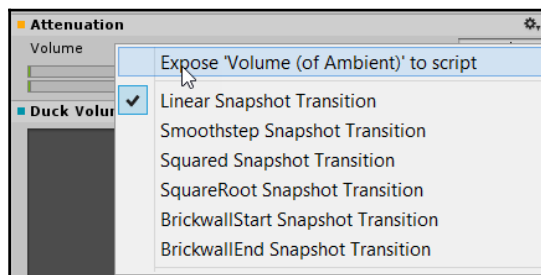 Attenuation
Volume
Expose 'Volume (of Ambient)' to script
Linear Snapshot Transition
Duck Volu
Smoothstep Snapshot Transition
Squared Snapshot Transition
SquareRoot Snapshot Transition
BrickwallStart Snapshot Transition
BrickwallEnd Snapshot Transition